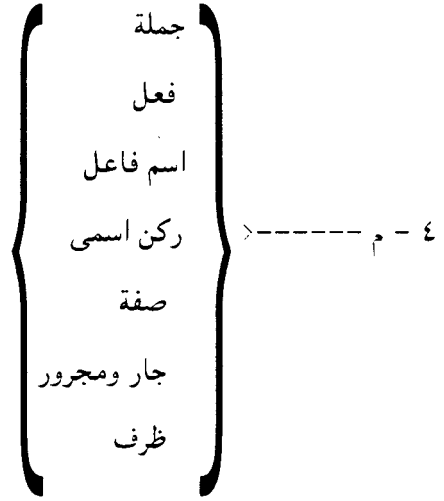 ٤ - م ------>
جملة
فعل
اسم فاعل
ركن اسمى
صفة
جار ومجرور
ظرف